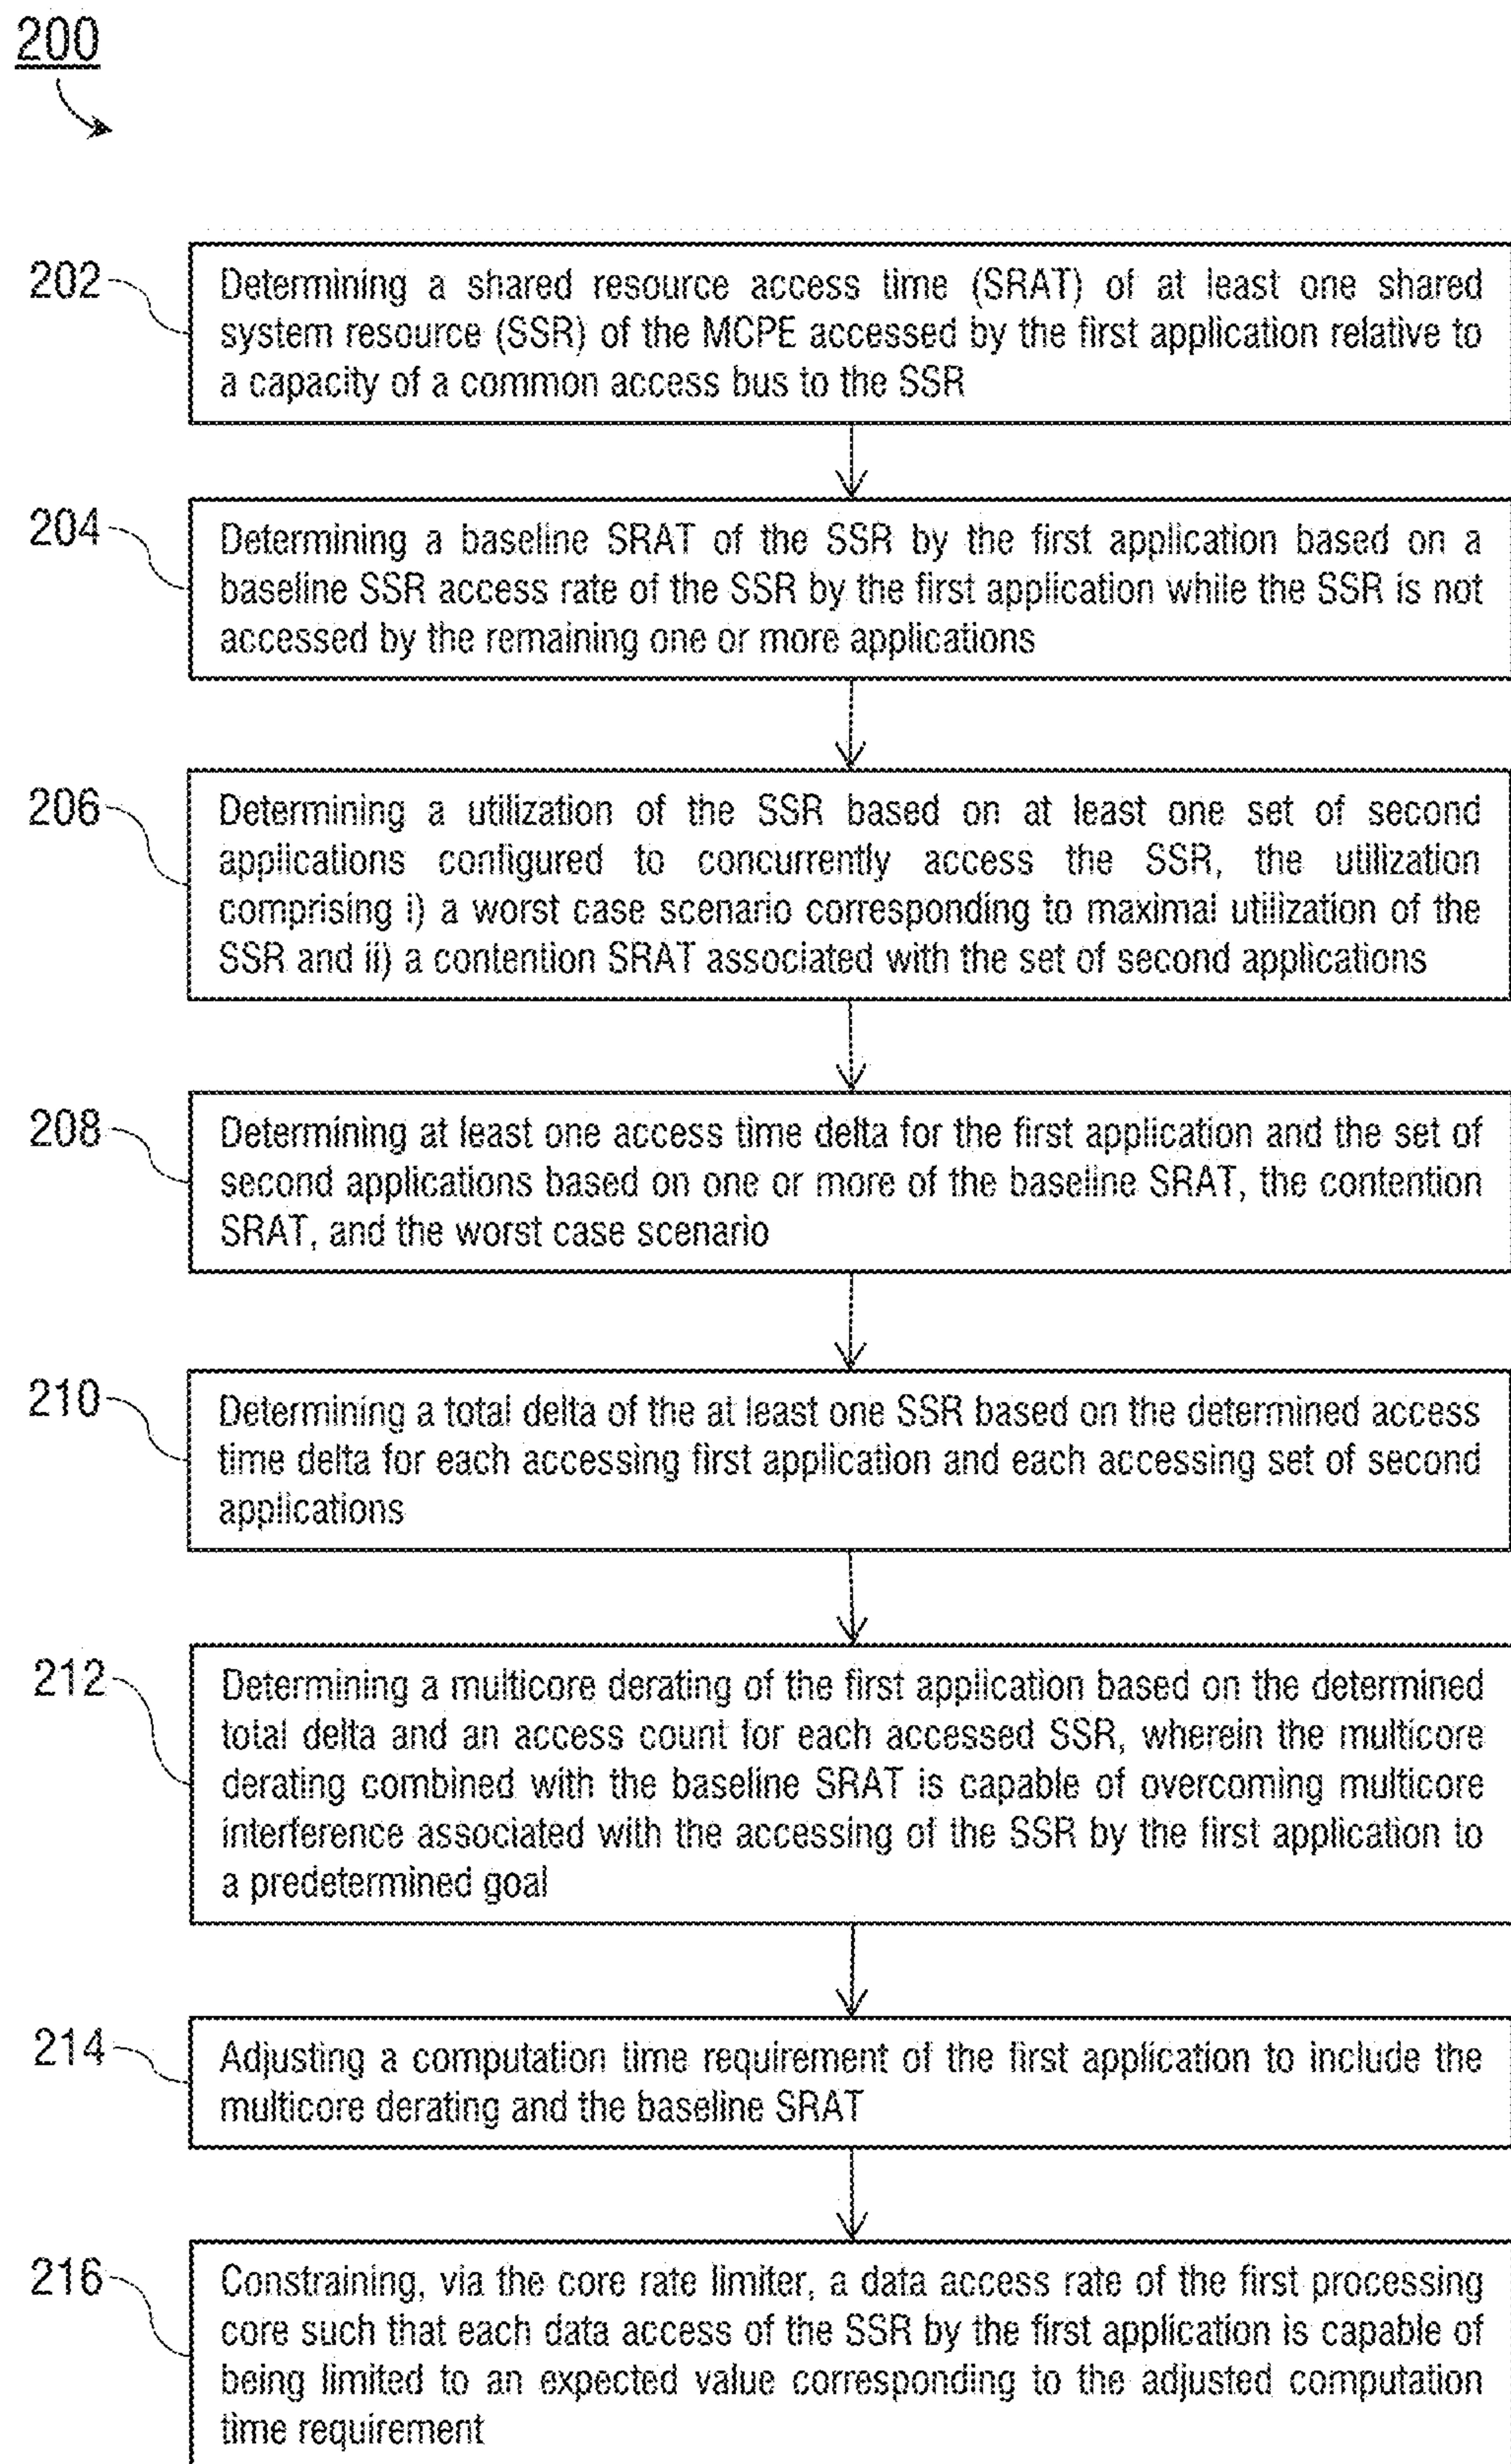 200
202
Determining a shared resource access time (SRAT) of at least one shared
system resource (SSR) of the MCPE accessed by the first application relative to
a capacity of a common access bus to the SSR
204
Determining a baseline SRAT of the SSR by the first application based on a
baseline SSR access rate of the SSR by the first application while the SSR is not
accessed by the remaining one or more applications
206
Determining a utilization of the SSR based on at least one set of second
applications configured to concurrently access the SSR, the utillization
comprising i) a worst case scenario corresponding to maximal utilization of the
SSR and ii) a contention SRAT associated with the set of second applications
208
Determining at least one access time delta for the first application and the set of
second applications based on one or more of the baseline SRAT, the contention
SRAT, and the worst case scenario
210
Determining a total delta of the at least one SSR based on the determined access
time delta for each accessing first application and each accessing set of second
applications
212
Determining a multicore derating of the first application based on the determined
total delta and an access count for each accessed SSR, wherein the multicore
derating combined with the baseline SRAT is capable of overcoming multicore
interference associated with the accessing of the SSR by the first application to
a predetermined goal
214
Adjusting a computation time requirement of the first application to include the
multicore derating and the baseline SRAT
216
Constraining, via the core rate limiter, a data access rate of the first processing
core such that each data access of the SSR by the first application is capable of
being limited to an expected value corresponding to the adjusted computation
time requirement